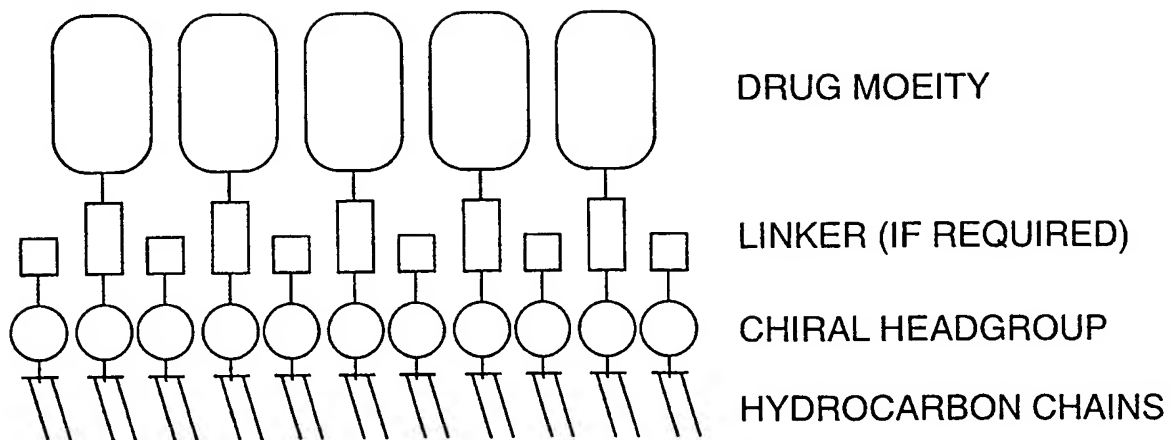 DRUG MOEITY
LINKER (IF REQUIRED)
CHIRAL HEADGROUP
HYDROCARBON CHAINS